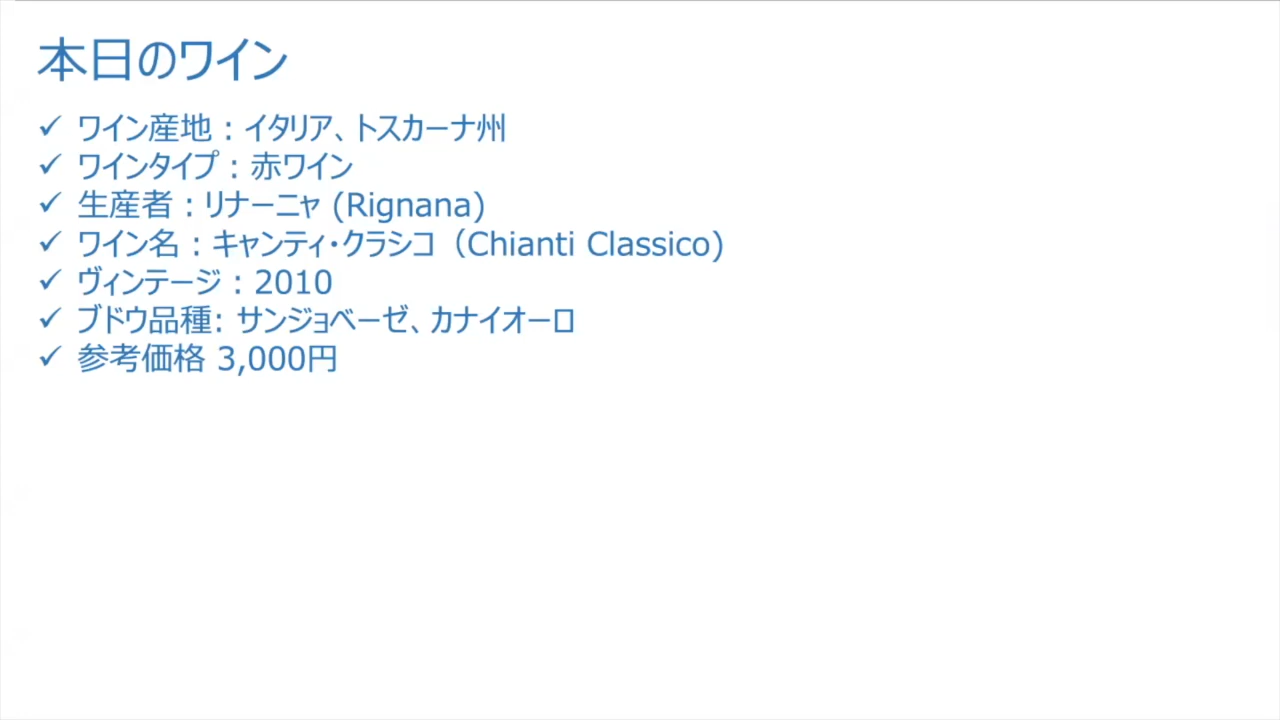 本日のワイン
✓ ワイン産地：イタリア、トスカーナ州
✓ ワインタイプ：赤ワイン
✓ 生産者：リナーニャ (Rignana)
✓ ワイン名：キャンティ・クラシコ（Chianti Classico)
✓ ヴィンテージ：2010
✓ ブドウ品種: サンジョベーゼ、カナイオーロ
✓ 参考価格 3,000円